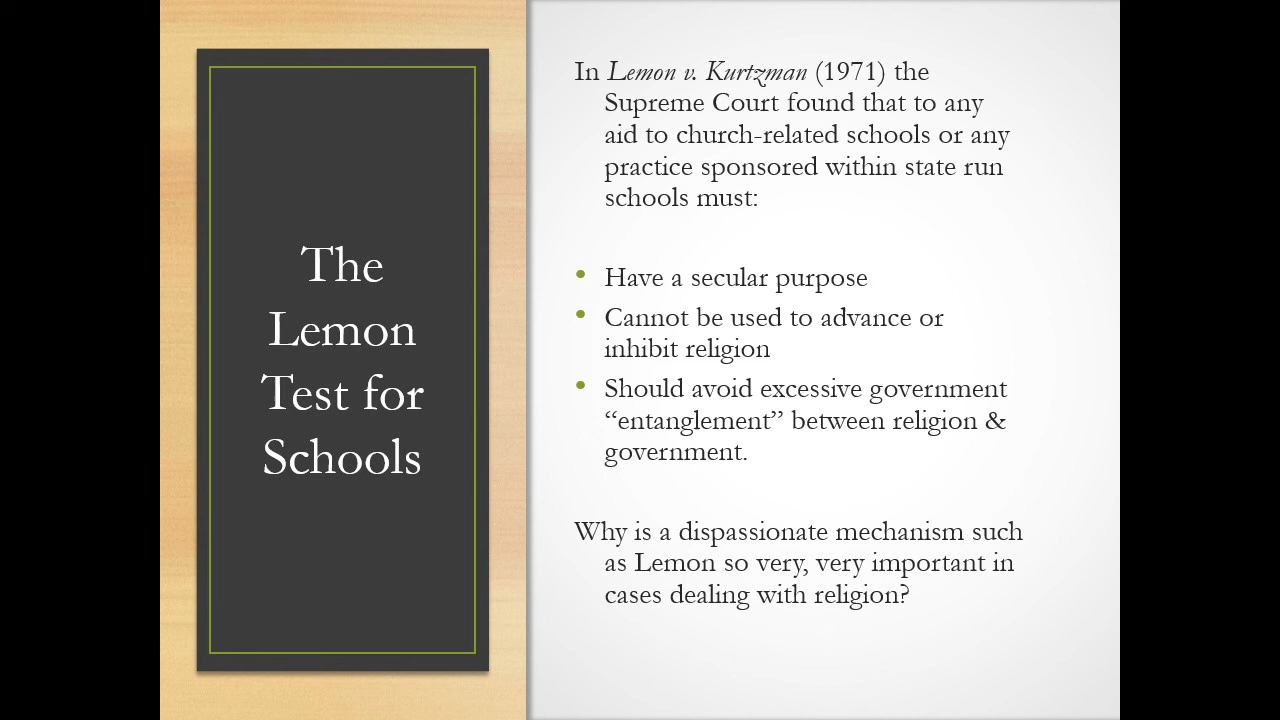 The
Lemon
Test for
Schools
In Lemon v. Kurtzman (1971) the
Supreme Court found that to any
aid to church-related schools or any
practice sponsored within state run
schools must:
• Have a secular purpose
• Cannot be used to advance or
inhibit religion
• Should avoid excessive government
“entanglement” between religion &
government.
Why is a dispassionate mechanism such
as Lemon so very, very important in
cases dealing with religion?